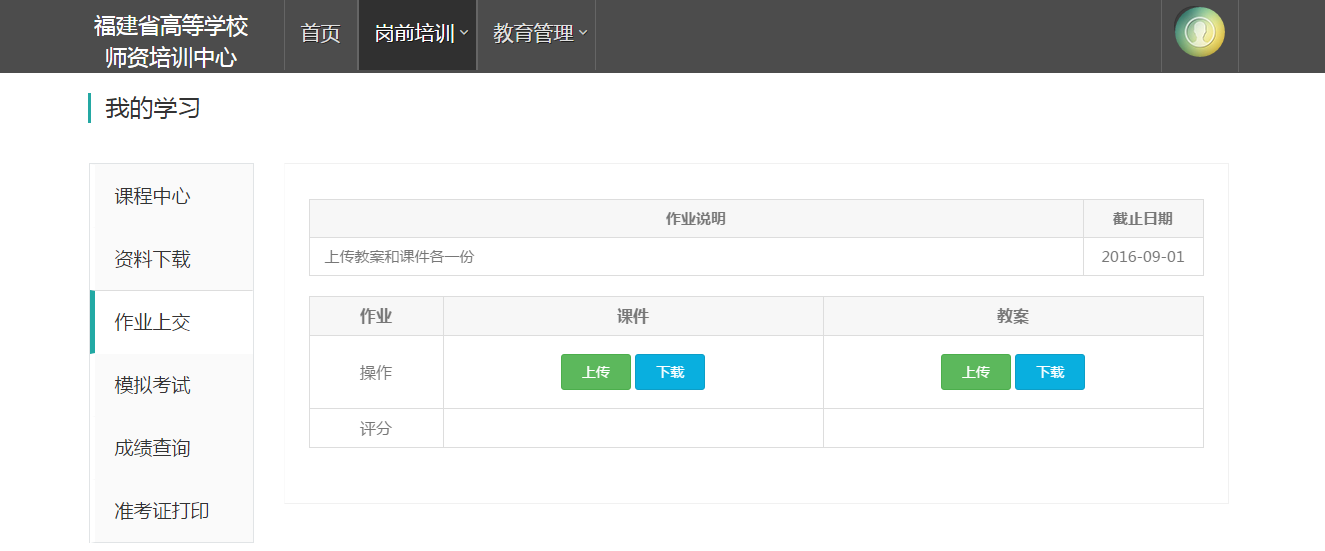 福建省高等学校
师资培训中心
首页
岗前培训
教育管理
我的学习
课程中心
资料下载
作业上交
模拟考试
成绩查询
准考证打印
作业说明 截止日期
上传教案和课件各一份 2016-09-01
作业 课件 教案
操作 上传 下载 上传 下载
评分